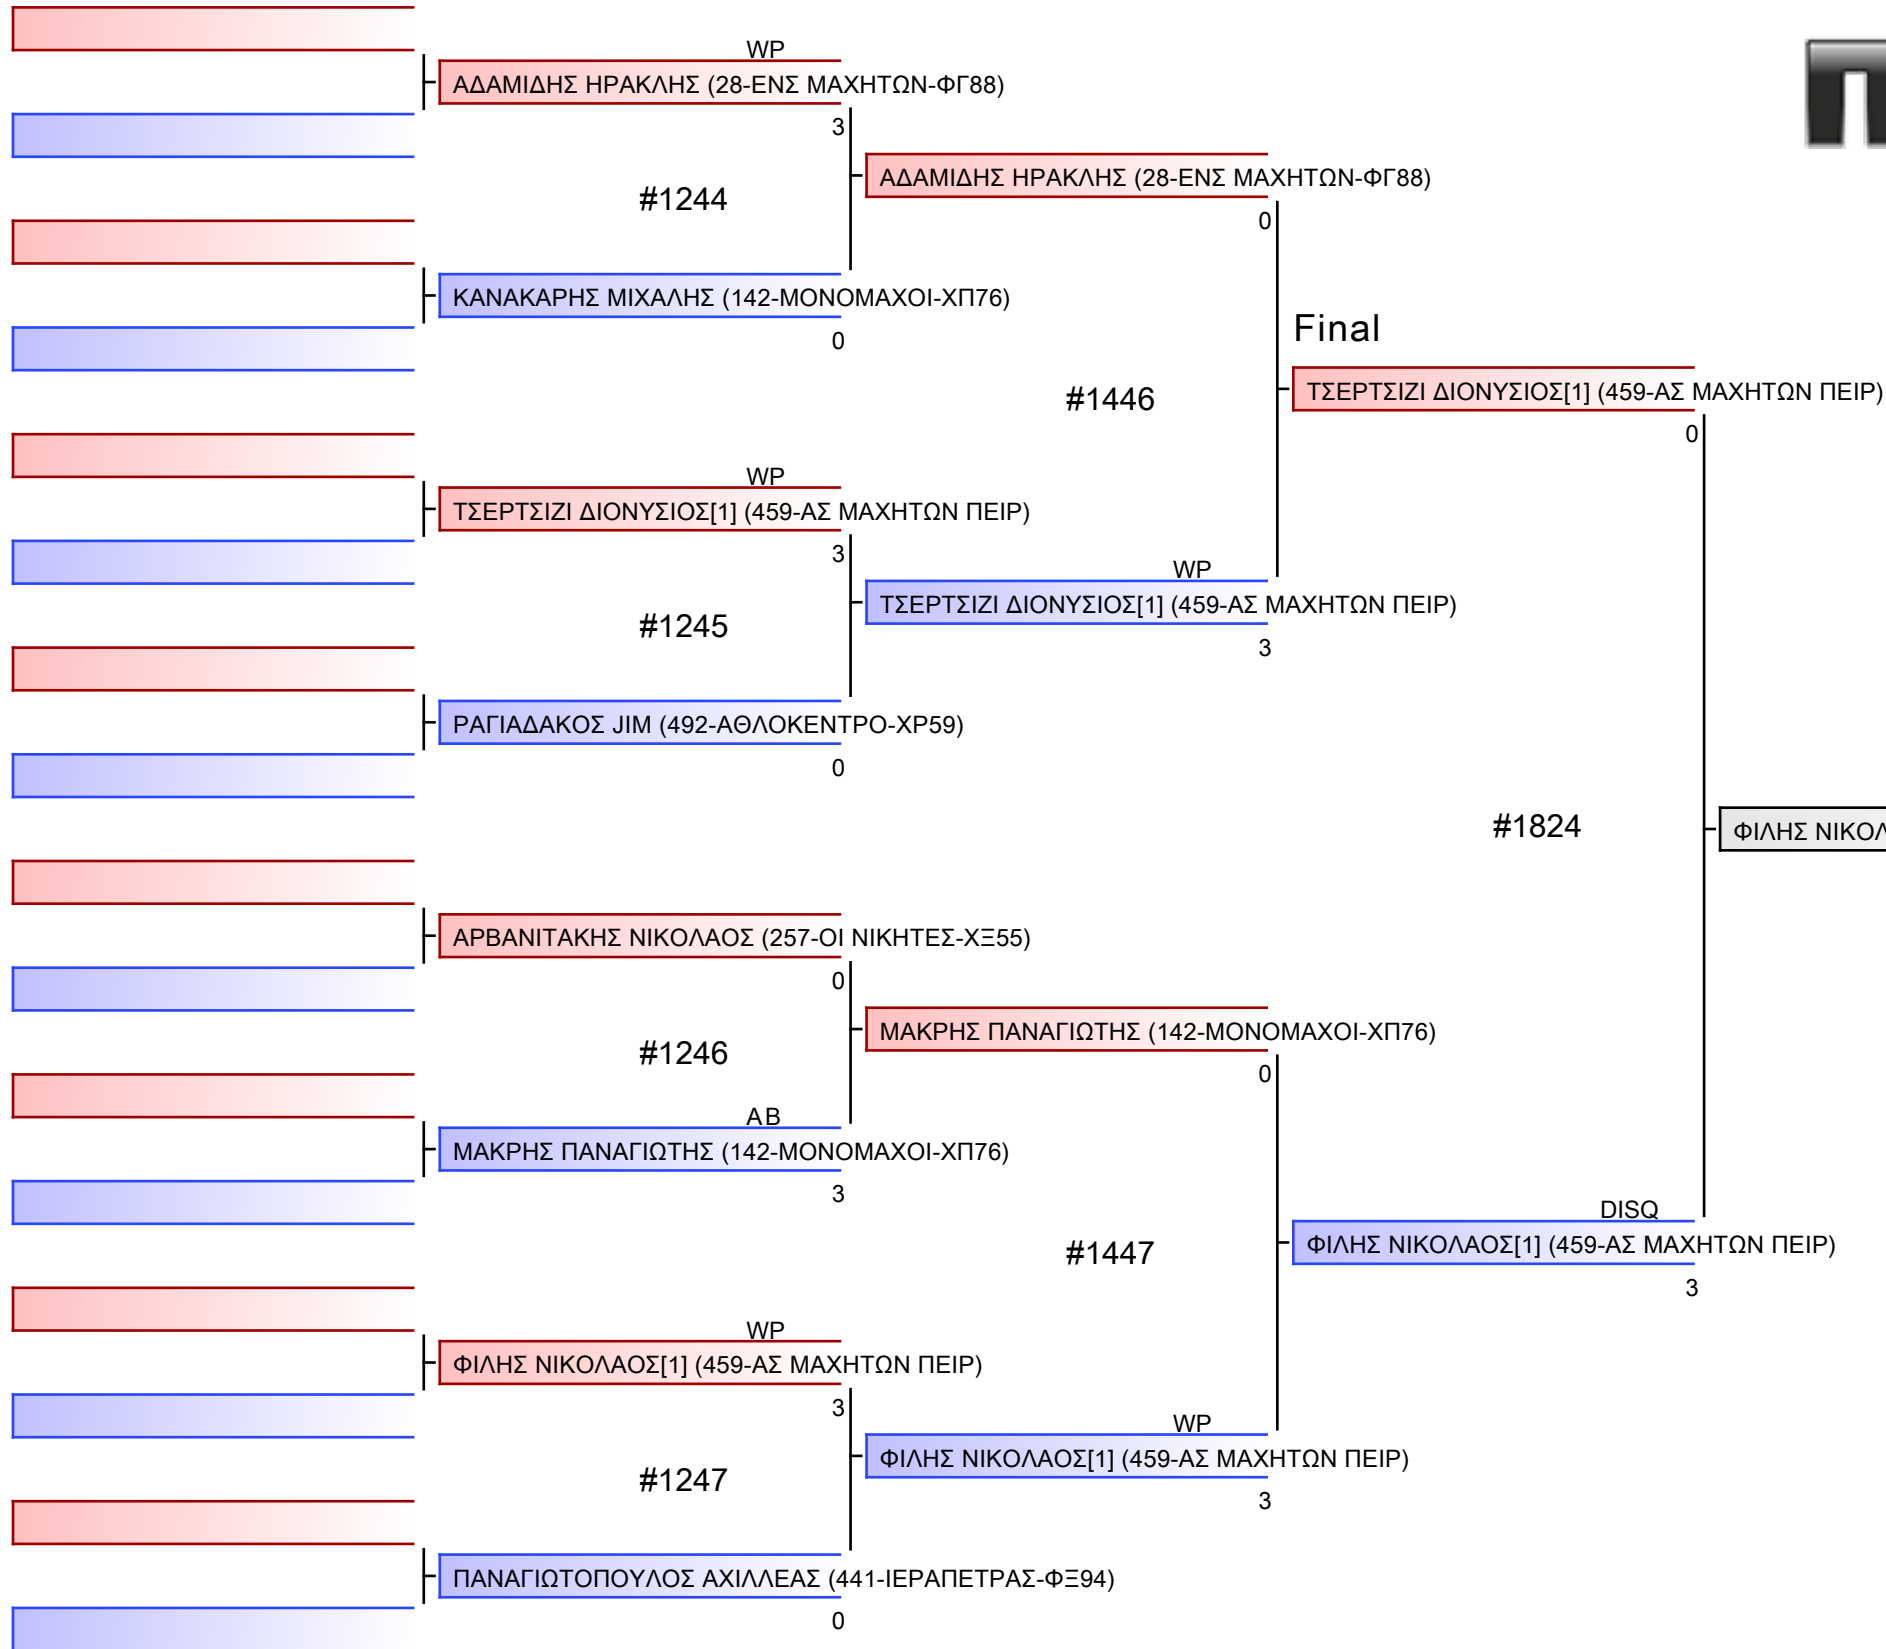 WP
ΑΔΑΜΙΔΗΣ ΗΡΑΚΛΗΣ (28-ΕΝΣ ΜΑΧΗΤΩΝ-ΦΓ88)
3
#1244
ΚΑΝΑΚΑΡΗΣ ΜΙΧΑΛΗΣ (142-ΜΟΝΟΜΑΧΟΙ-ΧΠ76)
0
WP
ΤΣΕΡΤΣΙΖΙ ΔΙΟΝΥΣΙΟΣ[1] (459-ΑΣ ΜΑΧΗΤΩΝ ΠΕΙΡ)
3
#1245
ΡΑΓΙΑΔΑΚΟΣ JIM (492-ΑΘΛΟΚΕΝΤΡΟ-ΧΡ59)
0
ΑΡΒΑΝΙΤΑΚΗΣ ΝΙΚΟΛΑΟΣ (257-ΟΙ ΝΙΚΗΤΕΣ-ΧΞ55)
0
#1246
AB
ΜΑΚΡΗΣ ΠΑΝΑΓΙΩΤΗΣ (142-ΜΟΝΟΜΑΧΟΙ-ΧΠ76)
3
WP
ΦΙΛΗΣ ΝΙΚΟΛΑΟΣ[1] (459-ΑΣ ΜΑΧΗΤΩΝ ΠΕΙΡ)
3
#1247
ΠΑΝΑΓΙΩΤΟΠΟΥΛΟΣ ΑΧΙΛΛΕΑΣ (441-ΙΕΡΑΠΕΤΡΑΣ-ΦΞ94)
0
ΑΔΑΜΙΔΗΣ ΗΡΑΚΛΗΣ (28-ΕΝΣ ΜΑΧΗΤΩΝ-ΦΓ88)
0
#1446
WP
ΤΣΕΡΤΣΙΖΙ ΔΙΟΝΥΣΙΟΣ[1] (459-ΑΣ ΜΑΧΗΤΩΝ ΠΕΙΡ)
3
ΜΑΚΡΗΣ ΠΑΝΑΓΙΩΤΗΣ (142-ΜΟΝΟΜΑΧΟΙ-ΧΠ76)
0
#1447
WP
ΦΙΛΗΣ ΝΙΚΟΛΑΟΣ[1] (459-ΑΣ ΜΑΧΗΤΩΝ ΠΕΙΡ)
3
Final
ΤΣΕΡΤΣΙΖΙ ΔΙΟΝΥΣΙΟΣ[1] (459-ΑΣ ΜΑΧΗΤΩΝ ΠΕΙΡ)
0
#1824
DISQ
ΦΙΛΗΣ ΝΙΚΟΛΑΟΣ[1] (459-ΑΣ ΜΑΧΗΤΩΝ ΠΕΙΡ)
3
ΦΙΛΗΣ